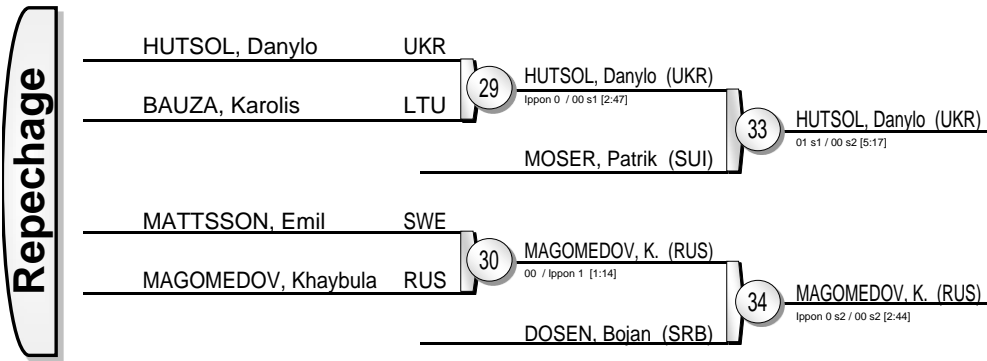 Repechage
HUTSOL, Danylo UKR
BAUZA, Karolis LTU
29
HUTSOL, Danylo (UKR)
Ippon 0 / 00 s1 [2:47]
MOSER, Patrik (SUI)
33
HUTSOL, Danylo (UKR)
01 s1 / 00 s2 [5:17]
MATTSSON, Emil SWE
MAGOMEDOV, Khaybula RUS
30
MAGOMEDOV, K. (RUS)
00 / Ippon 1 [1:14]
DOSEN, Bojan (SRB)
34
MAGOMEDOV, K. (RUS)
Ippon 0 s2 / 00 s2 [2:44]